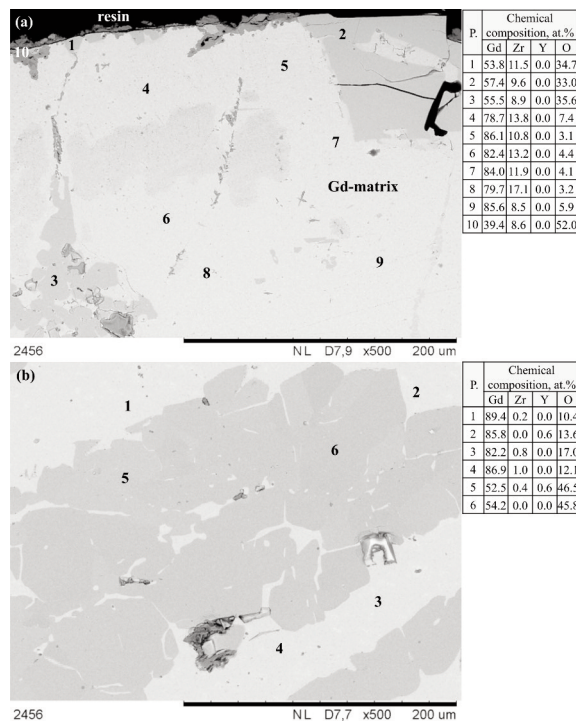 resin
(a)
1
2
10
4
5
7
Gd-matrix
6
3
8
9
2456 NL D7,9 x500 200 um
P. Chemical composition, at.%
Gd Zr Y O
1 53.8 11.5 0.0 34.7
2 57.4 9.6 0.0 33.0
3 55.5 8.9 0.0 35.6
4 78.7 13.8 0.0 7.4
5 86.1 10.8 0.0 3.1
6 82.4 13.2 0.0 4.4
7 84.0 11.9 0.0 4.1
8 79.7 17.1 0.0 3.2
9 85.6 8.5 0.0 5.9
10 39.4 8.6 0.0 52.0
(b)
1
2
6
5
3
4
2456 NL D7,7 x500 200 um
P. Chemical composition, at.%
Gd Zr Y O
1 89.4 0.2 0.0 10.4
2 85.8 0.0 0.6 13.6
3 82.2 0.8 0.0 17.0
4 86.9 1.0 0.0 12.1
5 52.5 0.4 0.6 46.5
6 54.2 0.0 0.0 45.8